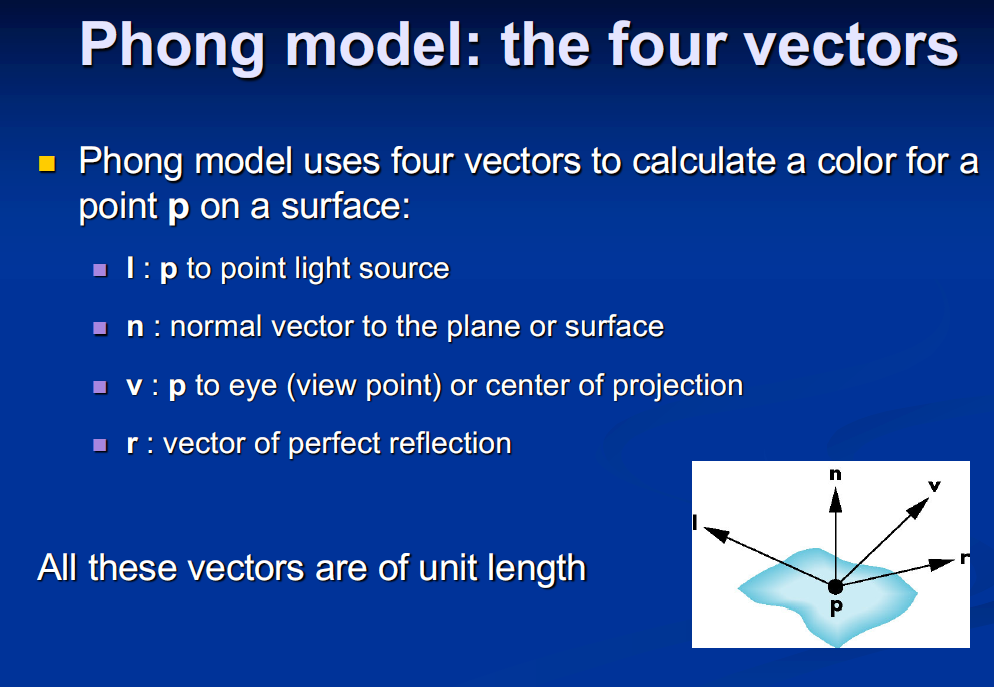 Phong model: the four vectors
Phong model uses four vectors to calculate a color for a
point p on a surface:
l : p to point light source
n : normal vector to the plane or surface
v : p to eye (view point) or center of projection
r : vector of perfect reflection
All these vectors are of unit length
n
v
l
r
p